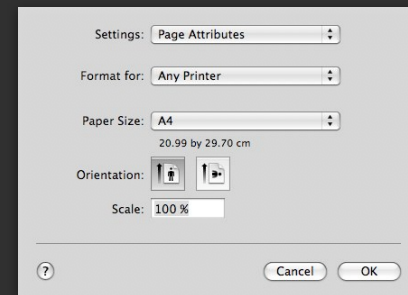 Settings: Page Attributes
Format for: Any Printer
Paper Size: A4
20.99 by 29.70 cm
Orientation:
Scale: 100 %
? Cancel OK